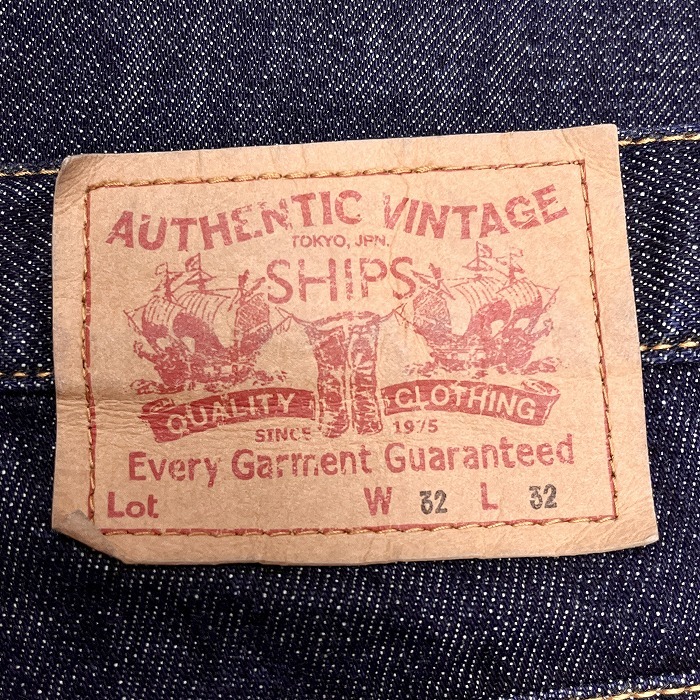 AUTHENTIC VINTAGE
TOKYO, JPN.
SHIPS
QUALITY CLOTHING
SINCE 1975
Every Garment Guaranteed
Lot W 32 L 32